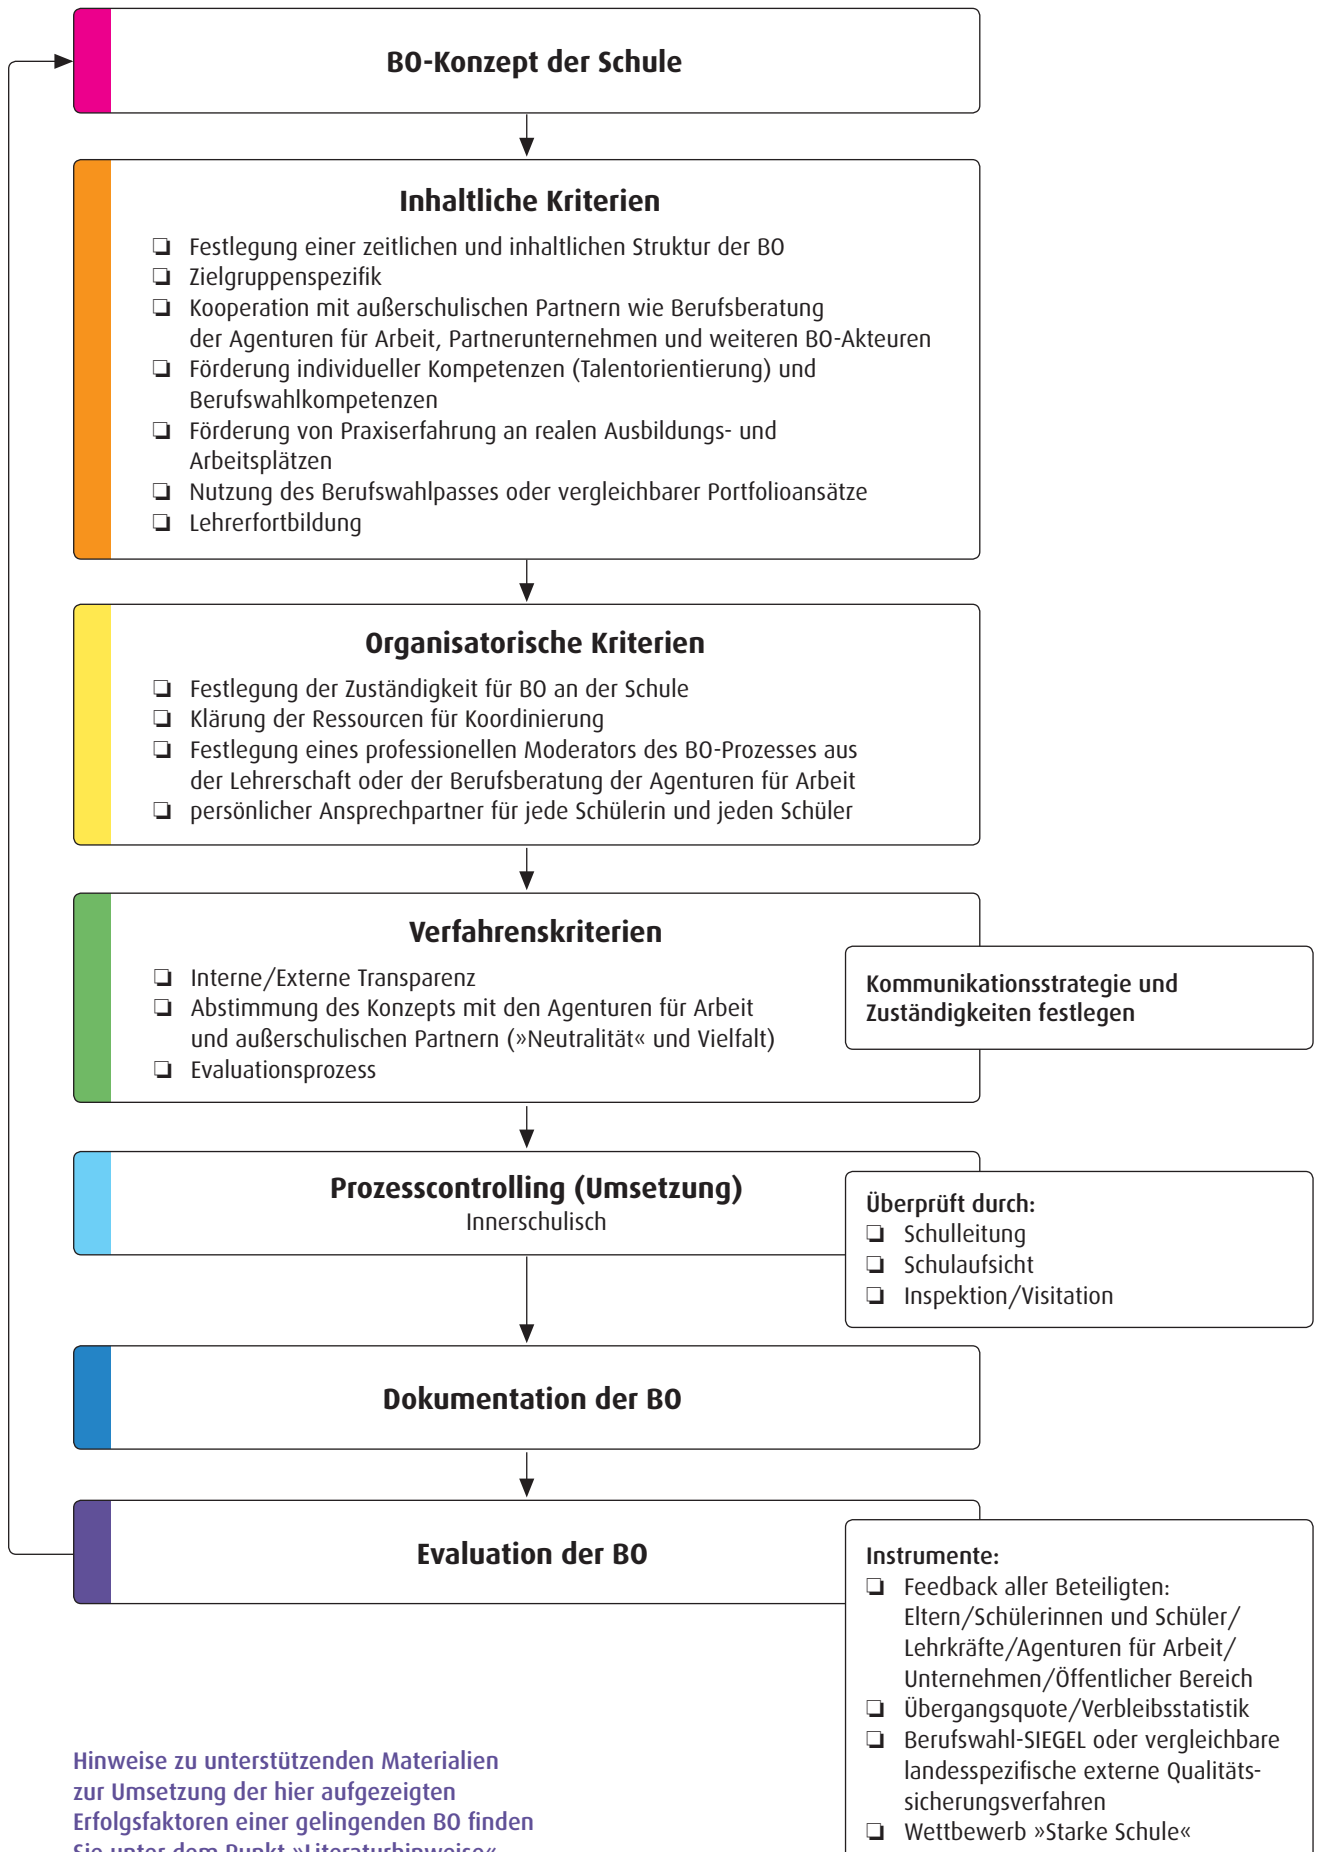 BO-Konzept der Schule
Inhaltliche Kriterien
❏ Festlegung einer zeitlichen und inhaltlichen Struktur der BO
❏ Zielgruppenspezifik
❏ Kooperation mit außerschulischen Partnern wie Berufsberatung
der Agenturen für Arbeit, Partnerunternehmen und weiteren BO-Akteuren
❏ Förderung individueller Kompetenzen (Talentorientierung) und
Berufswahlkompetenzen
❏ Förderung von Praxiserfahrung an realen Ausbildungs- und
Arbeitsplätzen
❏ Nutzung des Berufswahlpasses oder vergleichbarer Portfolioansätze
❏ Lehrerfortbildung
Organisatorische Kriterien
❏ Festlegung der Zuständigkeit für BO an der Schule
❏ Klärung der Ressourcen für Koordinierung
❏ Festlegung eines professionellen Moderators des BO-Prozesses aus
der Lehrerschaft oder der Berufsberatung der Agenturen für Arbeit
❏ persönlicher Ansprechpartner für jede Schülerin und jeden Schüler
Verfahrenskriterien
❏ Interne/Externe Transparenz
❏ Abstimmung des Konzepts mit den Agenturen für Arbeit
und außerschulischen Partnern (»Neutralität« und Vielfalt)
❏ Evaluationsprozess
Kommunikationsstrategie und
Zuständigkeiten festlegen
Prozesscontrolling (Umsetzung)
Innerschulisch
Überprüft durch:
❏ Schulleitung
❏ Schulaufsicht
❏ Inspektion/Visitation
Dokumentation der BO
Evaluation der BO
Instrumente:
❏ Feedback aller Beteiligten:
Eltern/Schülerinnen und Schüler/
Lehrkräfte/Agenturen für Arbeit/
Unternehmen/Öffentlicher Bereich
❏ Übergangsquote/Verbleibsstatistik
❏ Berufswahl-SIEGEL oder vergleichbare
landesspezifische externe Qualitäts-
sicherungsverfahren
❏ Wettbewerb »Starke Schule«
Hinweise zu unterstützenden Materialien
zur Umsetzung der hier aufgezeigten
Erfolgsfaktoren einer gelingenden BO finden
Sie unter dem Punkt »Literaturhinweise«